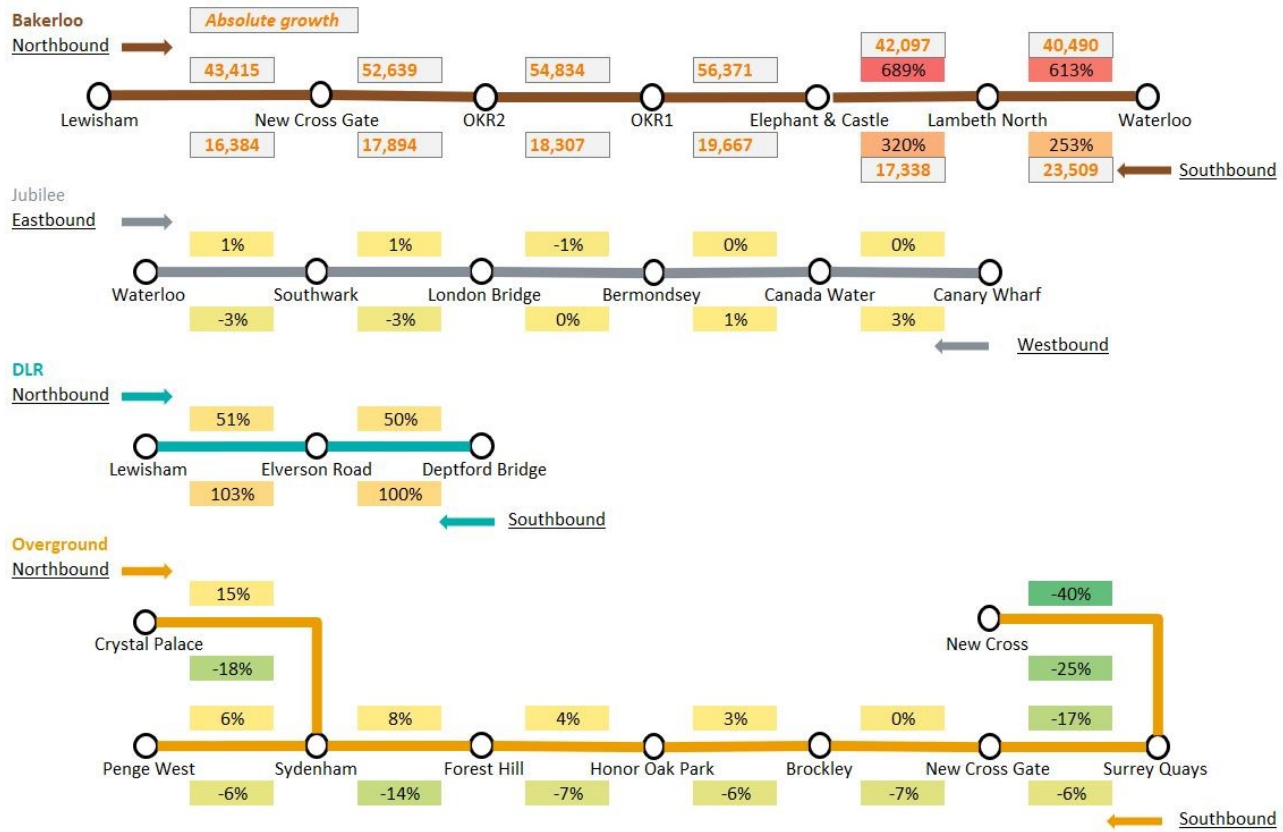 Bakerloo
Absolute growth
Northbound
42,097 40,490
43,415 52,639 54,834 56,371 689% 613%
Lewisham New Cross Gate OKR2 OKR1 Elephant & Castle Lambeth North Waterloo
16,384 17,894 18,307 19,667 320% 253%
17,338 23,509 Southbound
Jubilee
Eastbound
1% 1% -1% 0% 0%
Waterloo Southwark London Bridge Bermondsey Canada Water Canary Wharf
-3% -3% 0% 1% 3%
Westbound
DLR
Northbound
51% 50%
Lewisham Elverson Road Deptford Bridge
103% 100%
Southbound
Overground
Northbound
15% -40%
Crystal Palace New Cross
-18% -25%
6% 8% 4% 3% 0% -17%
Penge West Sydenham Forest Hill Honor Oak Park Brockley New Cross Gate Surrey Quays
-6% -14% -7% -6% -7% -6%
Southbound